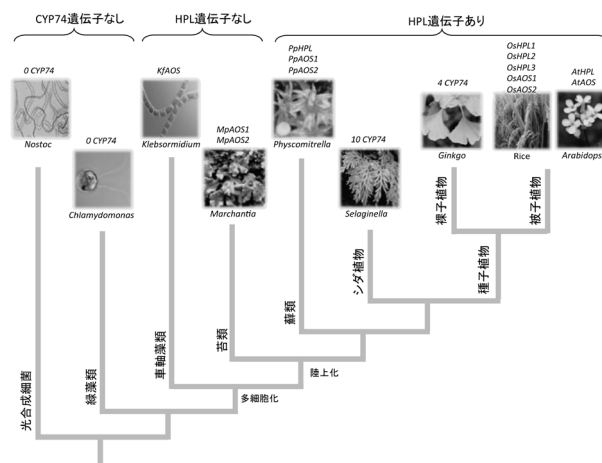 CYP74遺伝子なし
HPL遺伝子なし
HPL遺伝子あり
0 CYP74
Nostoc
0 CYP74
Chlamydomonas
KfAOS
Klebsormidium
MpAOS1
MpAOS2
Marchantia
PpHPL
PpAOS1
PpAOS2
Physcomitrella
10 CYP74
Selaginella
4 CYP74
Ginkgo
OsHPL1
OsHPL2
OsHPL3
OsAOS1
OsAOS2
Rice
AtHPL
AtAOS
Arabidops
光合成細菌
緑藻類
車軸藻類
苔類
蘚類
シダ植物
裸子植物
被子植物
種子植物
陸上化
多細胞化